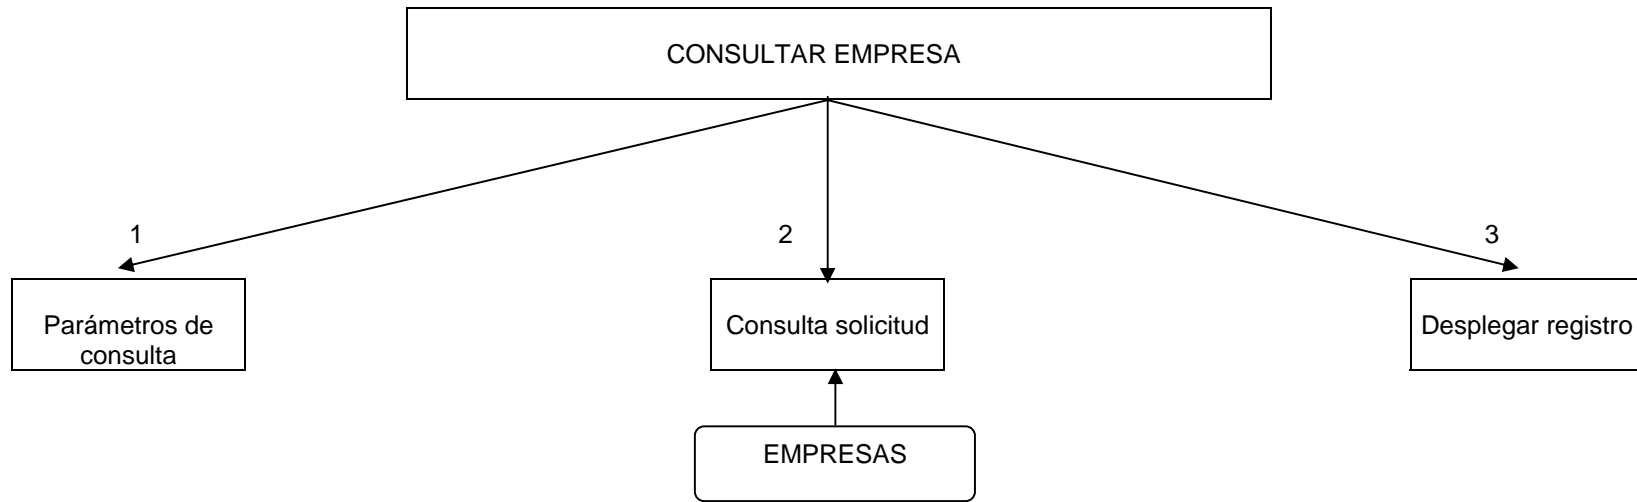 CONSULTAR EMPRESA
1
2
3
Parámetros de
consulta
Consulta solicitud
Desplegar registro
EMPRESAS